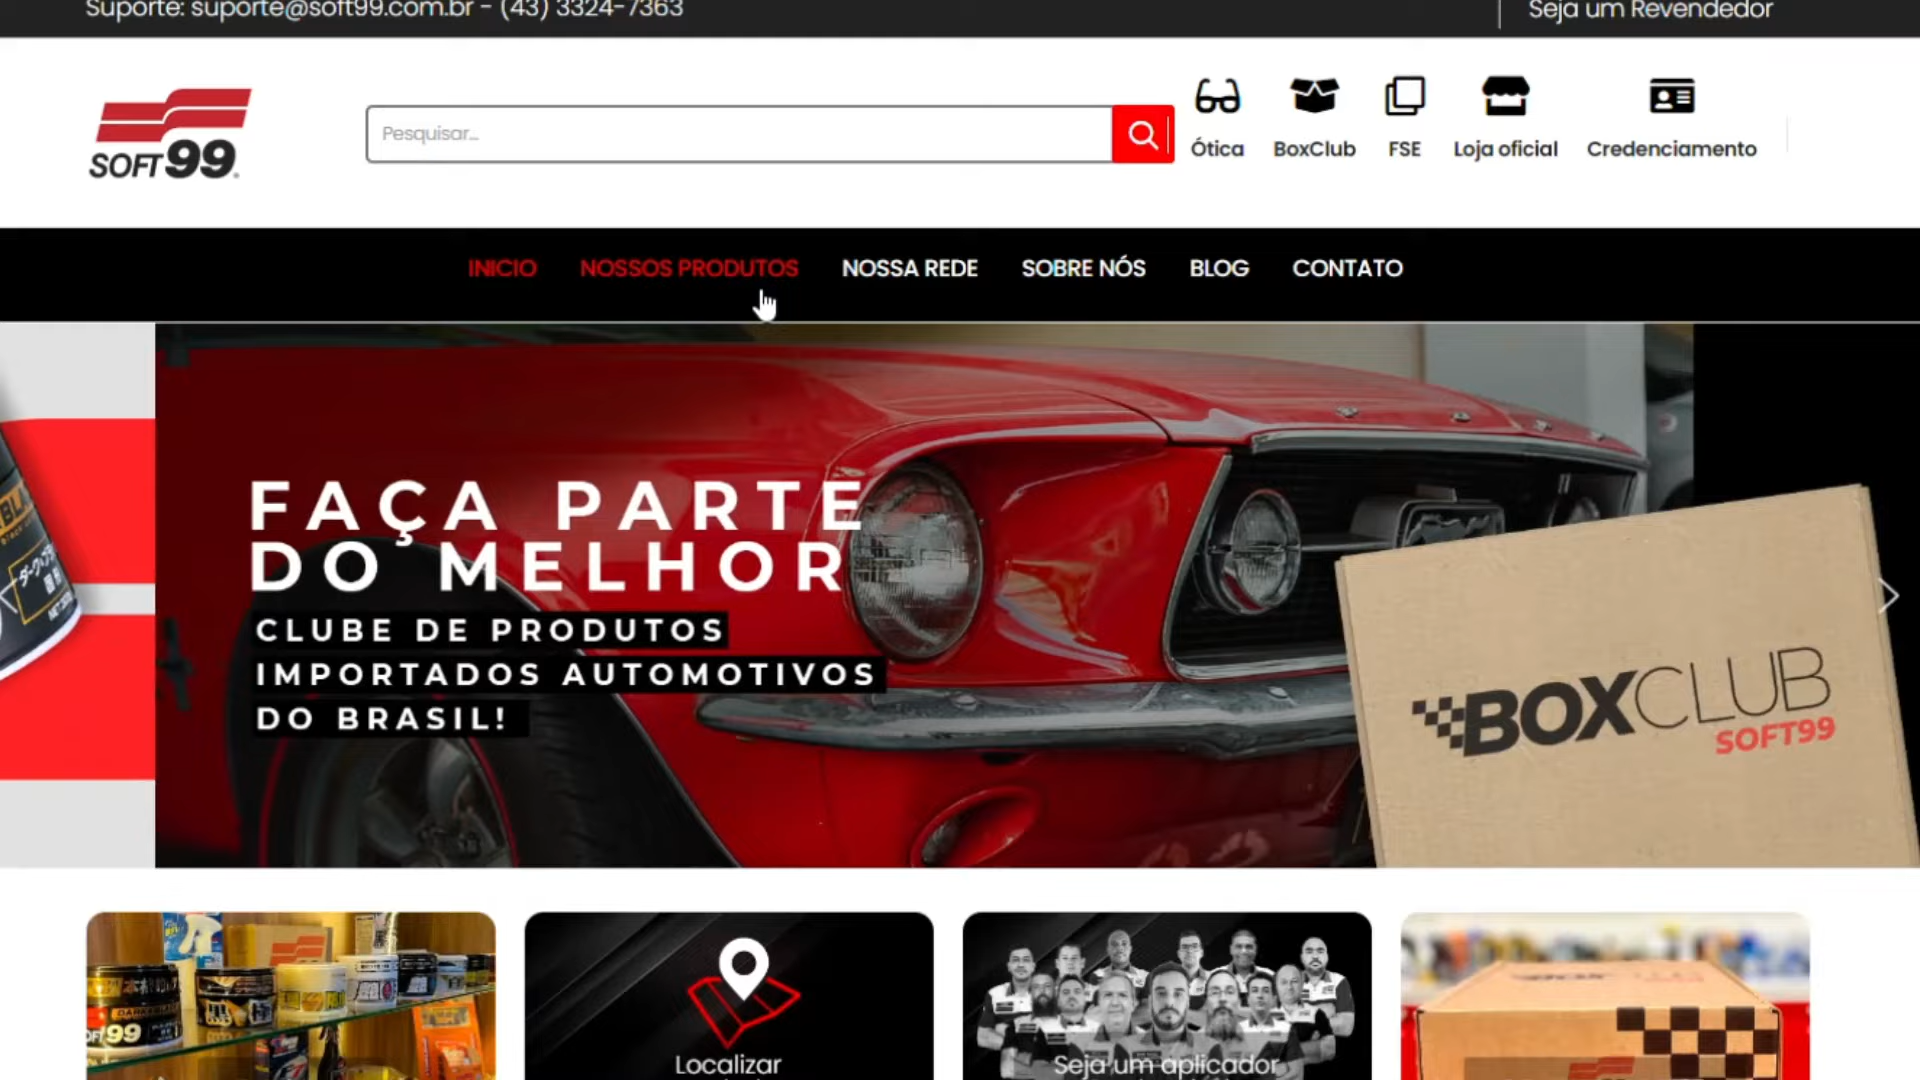 Suporte: suporte@soft99.com.br - (43) 3324-7363
Seja um Revendedor
SOFT99
Pesquisar...
Ótica
BoxClub
FSE
Loja oficial
Credenciamento
INICIO
NOSSOS PRODUTOS
NOSSA REDE
SOBRE NÓS
BLOG
CONTATO
FAÇA PARTE
DO MELHOR
CLUBE DE PRODUTOS
IMPORTADOS AUTOMOTIVOS
DO BRASIL!
BOXCLUB
SOFT99
Localizar
Seja um aplicador